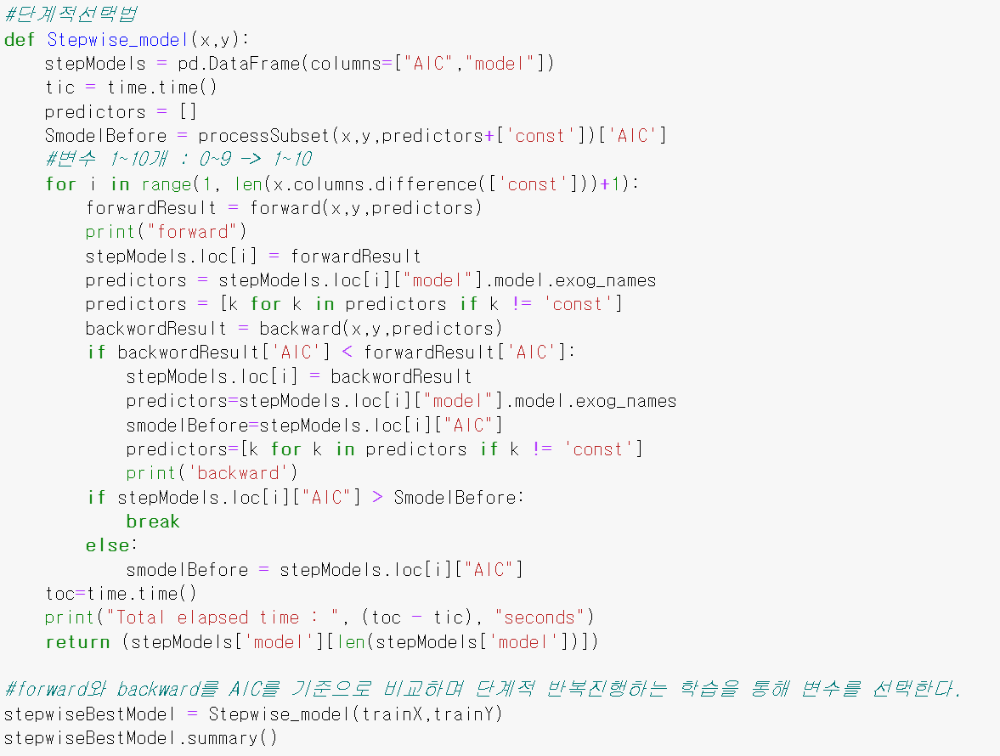 #단계적선택법
def Stepwise_model(x,y):
    stepModels = pd.DataFrame(columns=["AIC","model"])
    tic = time.time()
    predictors = []
    SmodelBefore = processSubset(x,y,predictors+['const'])['AIC']
    #변수 1~10개 : 0~9 -> 1~10
    for i in range(1, len(x.columns.difference(['const']))+1):
        forwardResult = forward(x,y,predictors)
        print("forward")
        stepModels.loc[i] = forwardResult
        predictors = stepModels.loc[i]["model"].model.exog_names
        predictors = [k for k in predictors if k != 'const']
        backwordResult = backward(x,y,predictors)
        if backwordResult['AIC'] < forwardResult['AIC']:
            stepModels.loc[i] = backwordResult
            predictors=stepModels.loc[i]["model"].model.exog_names
            smodelBefore=stepModels.loc[i]["AIC"]
            predictors=[k for k in predictors if k != 'const']
            print('backward')
        if stepModels.loc[i]["AIC"] > SmodelBefore:
            break
        else:
            smodelBefore = stepModels.loc[i]["AIC"]
    toc=time.time()
    print("Total elapsed time : ", (toc - tic), "seconds")
    return (stepModels['model'][len(stepModels['model'])])

#forward와 backward를 AIC를 기준으로 비교하며 단계적 반복진행하는 학습을 통해 변수를 선택한다.
stepwiseBestModel = Stepwise_model(trainX,trainY)
stepwiseBestModel.summary()